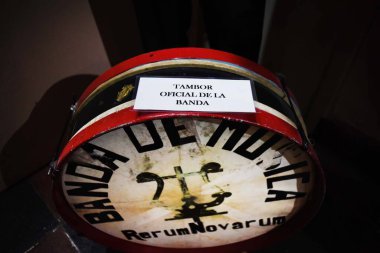 TAMBOR
OFICIAL DE LA
BANDA
BANDA DE MUSICA
RerumNovarum